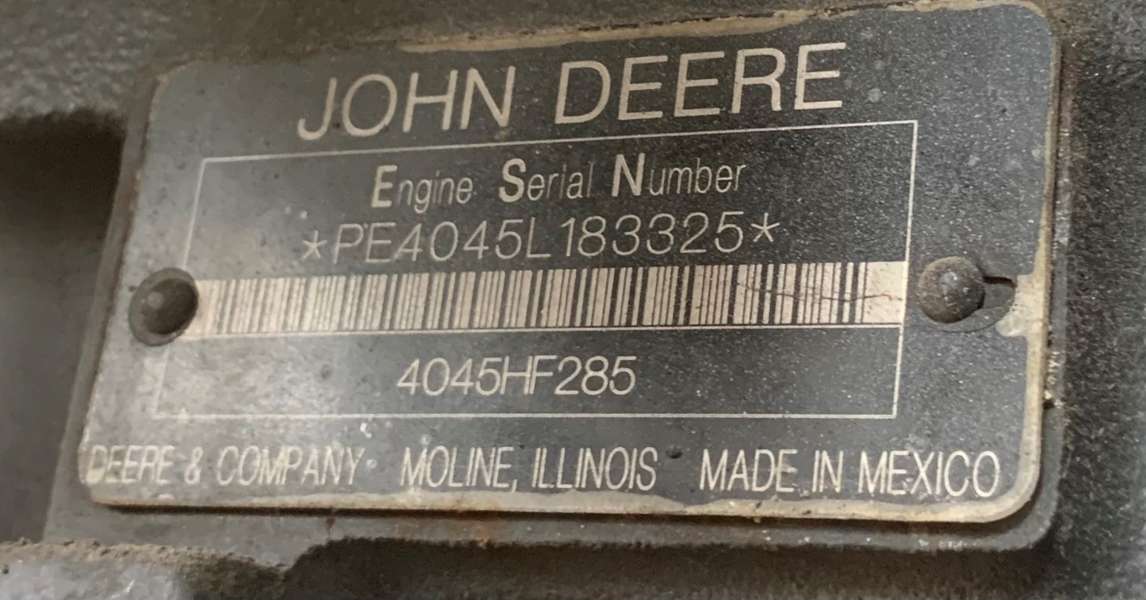 JOHN DEERE
Engine Serial Number
*PE4045L183325*
4045HF285
DEERE & COMPANY MOLINE, ILLINOIS MADE IN MEXICO